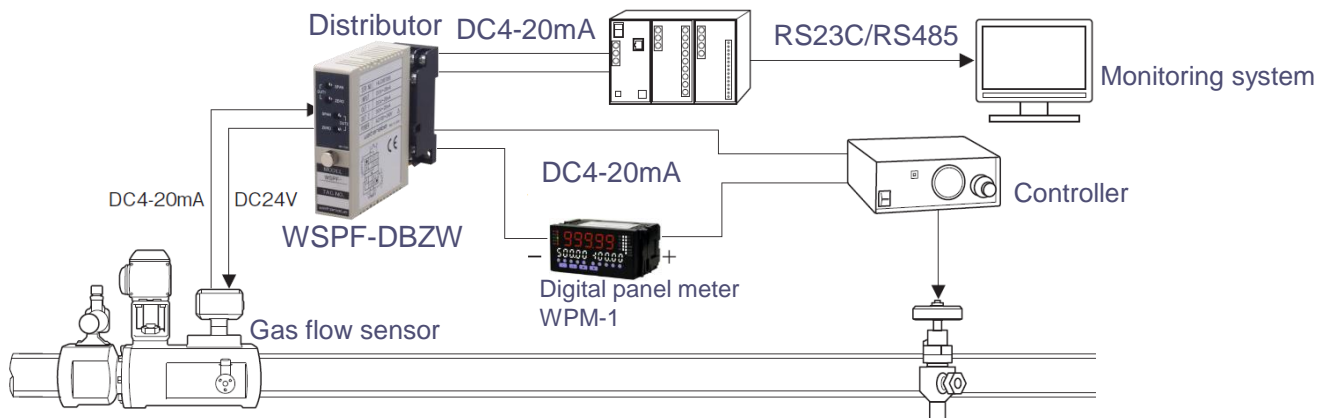 Distributor
DC4-20mA
RS23C/RS485
Monitoring system
DC4-20mA
DC24V
WSPF-DBZW
DC4-20mA
Controller
99999
Digital panel meter
WPM-1
Gas flow sensor
− +